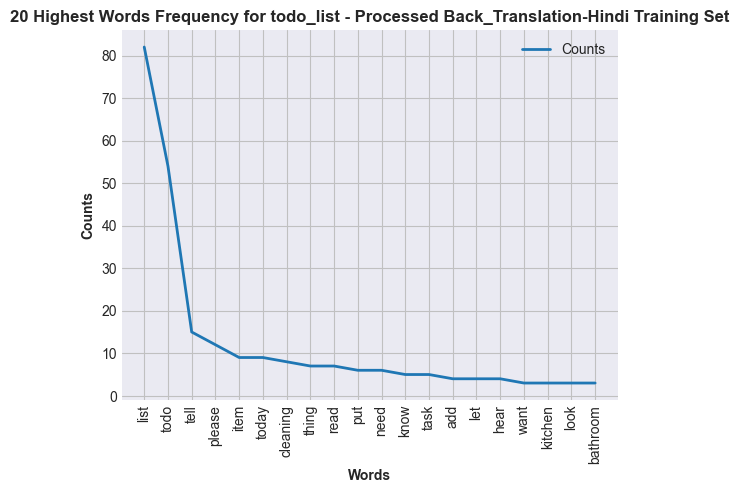 20 Highest Words Frequency for todo_list - Processed Back_Translation-Hindi Training Set
Counts
80
70
60
50
40
30
20
10
0
Counts
list
todo
tell
please
item
today
cleaning
thing
read
put
need
know
task
add
let
hear
want
kitchen
look
bathroom
Words